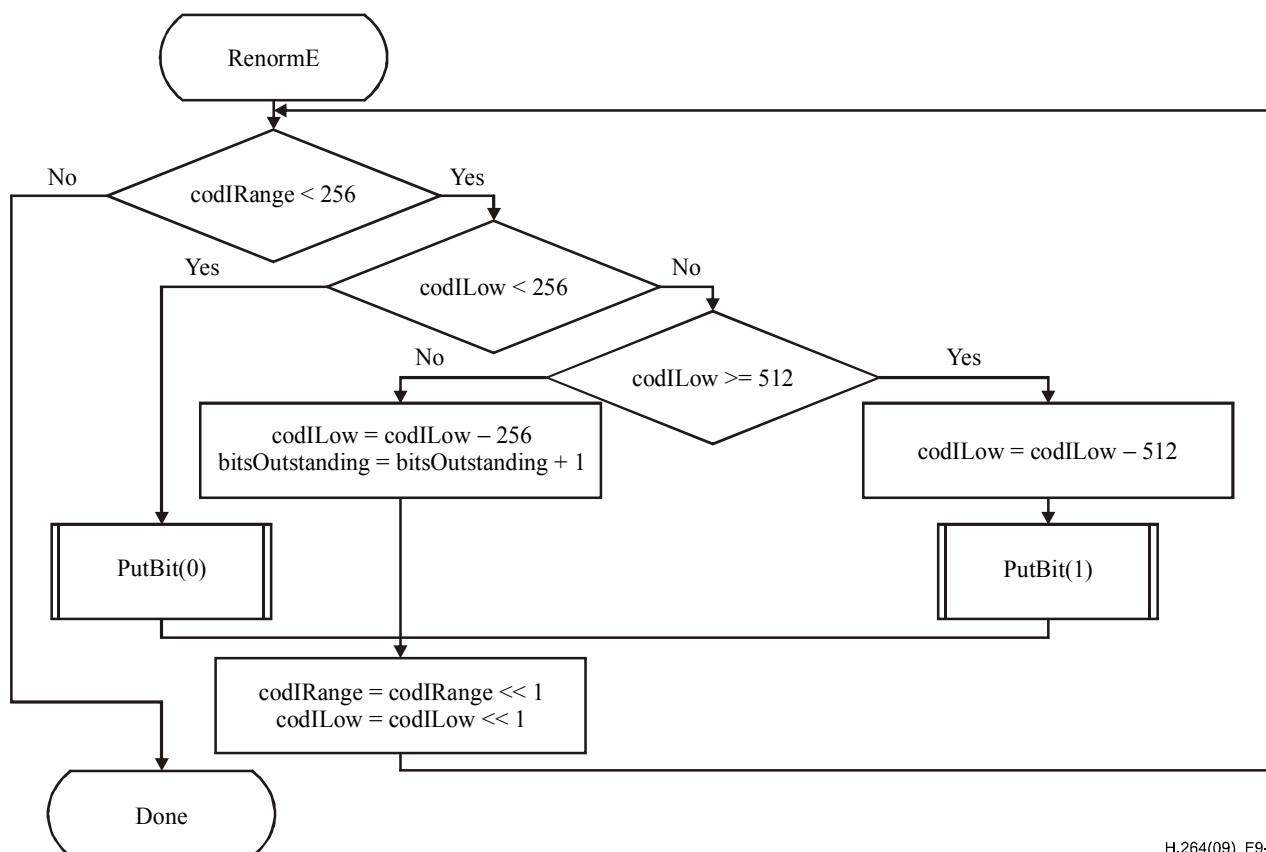 RenormE
No
codIRange < 256
Yes
Yes
codILow < 256
No
No
codILow >= 512
Yes
codILow = codILow – 256
bitsOutstanding = bitsOutstanding + 1
codILow = codILow – 512
PutBit(0)
PutBit(1)
codIRange = codIRange << 1
codILow = codILow << 1
Done